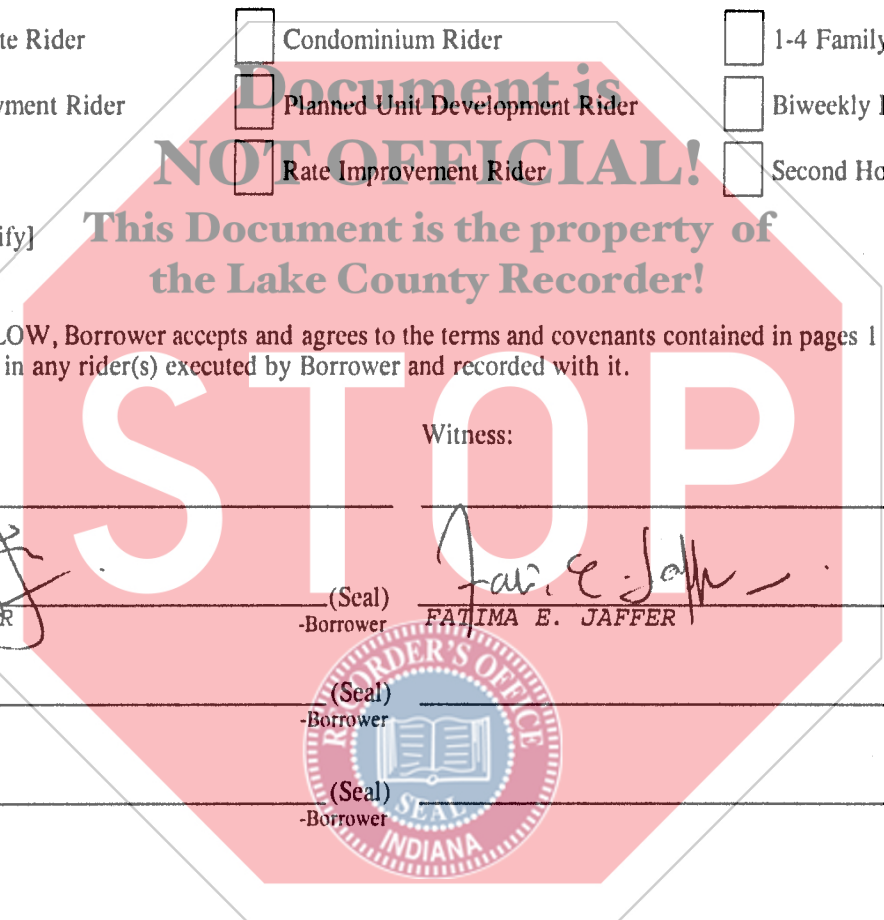 te Rider Condominium Rider 1-4 Family
Document is
yment Rider Planned Unit Development Rider Biweekly
NOT OFFICIAL!
Rate Improvement Rider Second Ho
This Document is the property of
ify]
the Lake County Recorder!
LOW, Borrower accepts and agrees to the terms and covenants contained in pages 1
in any rider(s) executed by Borrower and recorded with it.
STOP
Witness:
(Seal)
R -Borrower FATIMA E. JAFFER
RECORDER'S OFFICE
(Seal)
-Borrower
(Seal)
SEAL
-Borrower
INDIANA